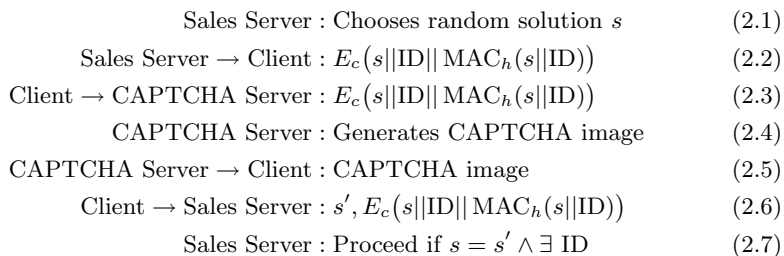 Sales Server : Chooses random solution s (2.1)
Sales Server → Client : E_c(s||ID|| MAC_h(s||ID)) (2.2)
Client → CAPTCHA Server : E_c(s||ID|| MAC_h(s||ID)) (2.3)
CAPTCHA Server : Generates CAPTCHA image (2.4)
CAPTCHA Server → Client : CAPTCHA image (2.5)
Client → Sales Server : s′, E_c(s||ID|| MAC_h(s||ID)) (2.6)
Sales Server : Proceed if s = s′ ∧ ∃ ID (2.7)